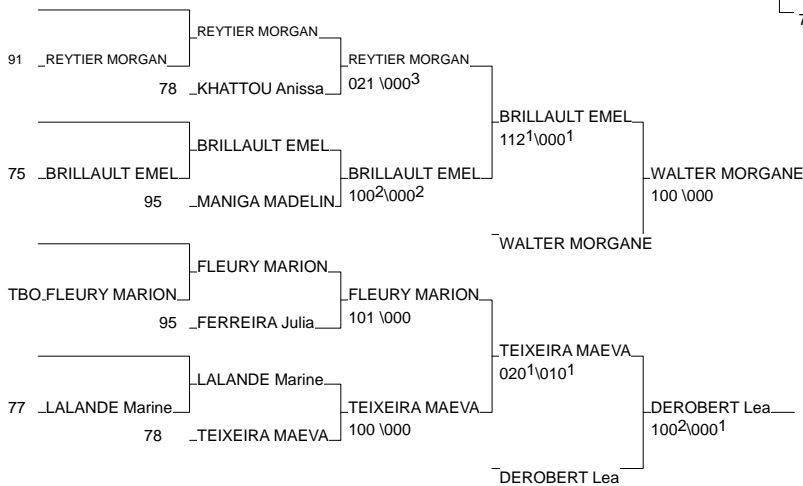 7
REYTIER MORGAN
91 REYTIER MORGAN REYTIER MORGAN
78 KHATTOU Anissa 021 \000³
BRILLAULT EMEL
112¹\000¹
BRILLAULT EMEL
75 BRILLAULT EMEL BRILLAULT EMEL WALTER MORGANE
95 MANIGA MADELIN 100²\000² 100 \000
WALTER MORGANE
FLEURY MARION
TBO FLEURY MARION FLEURY MARION
95 FERREIRA Julia 101 \000
TEIXEIRA MAEVA
020¹\010¹
LALANDE Marine
77 LALANDE Marine TEIXEIRA MAEVA DEROBERT Lea
78 TEIXEIRA MAEVA 100 \000 100²\000¹
DEROBERT Lea